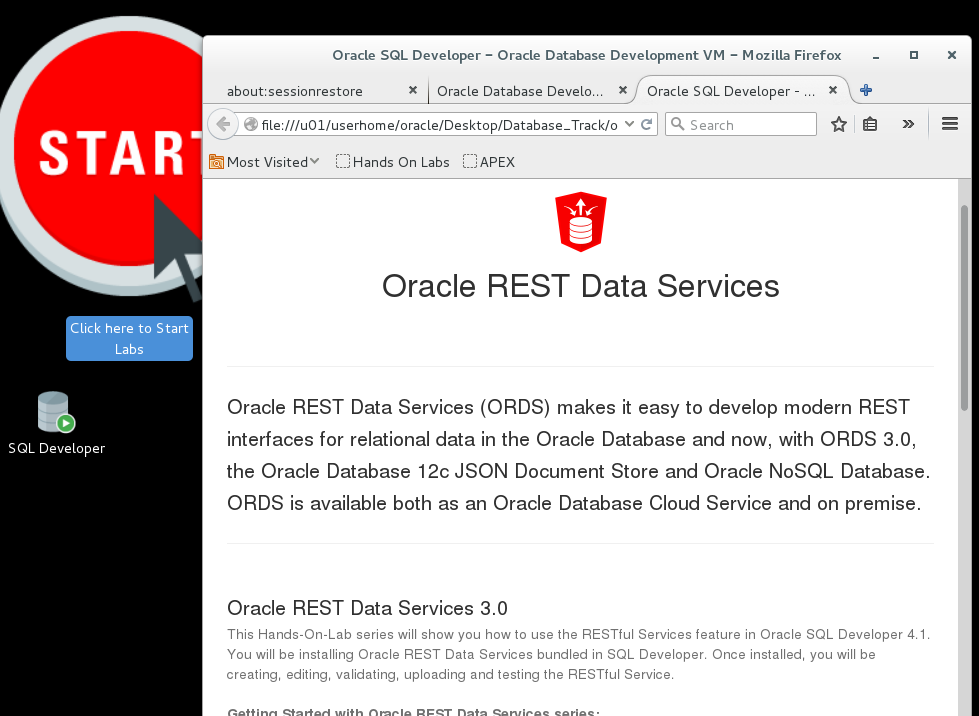 START
Click here to Start
Labs
SQL Developer
Oracle SQL Developer – Oracle Database Development VM – Mozilla Firefox
about:sessionrestore
Oracle Database Develo...
Oracle SQL Developer - ...
file:///u01/userhome/oracle/Desktop/Database_Track/o
Search
Most Visited
Hands On Labs
APEX
Oracle REST Data Services
Oracle REST Data Services (ORDS) makes it easy to develop modern REST
interfaces for relational data in the Oracle Database and now, with ORDS 3.0,
the Oracle Database 12c JSON Document Store and Oracle NoSQL Database.
ORDS is available both as an Oracle Database Cloud Service and on premise.
Oracle REST Data Services 3.0
This Hands-On-Lab series will show you how to use the RESTful Services feature in Oracle SQL Developer 4.1.
You will be installing Oracle REST Data Services bundled in SQL Developer. Once installed, you will be
creating, editing, validating, uploading and testing the RESTful Service.
Getting Started with Oracle REST Data Services series: